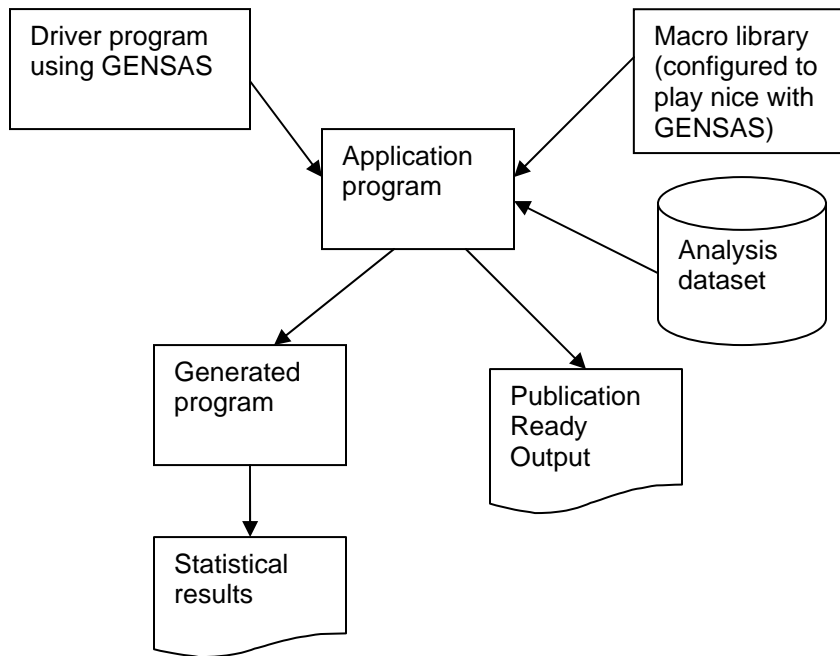 Driver program
using GENSAS
Macro library
(configured to
play nice with
GENSAS)
Application
program
Analysis
dataset
Generated
program
Publication
Ready
Output
Statistical
results